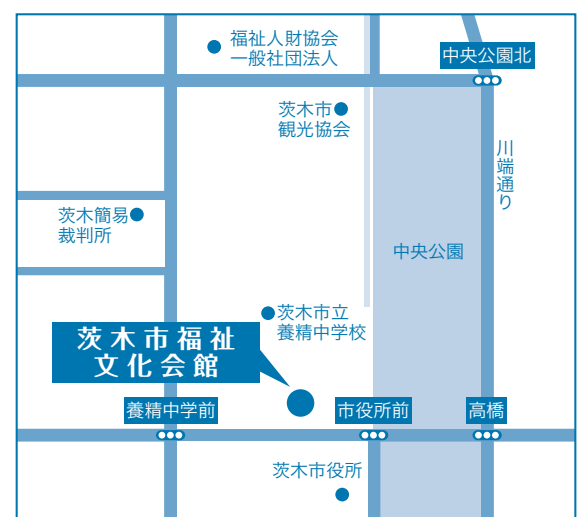 福祉人財協会
一般社団法人
中央公園北
茨木市
観光協会
川端通り
茨木簡易
裁判所
中央公園
茨木市立
養精中学校
茨木市福祉
文化会館
養精中学前
市役所前
高橋
茨木市役所